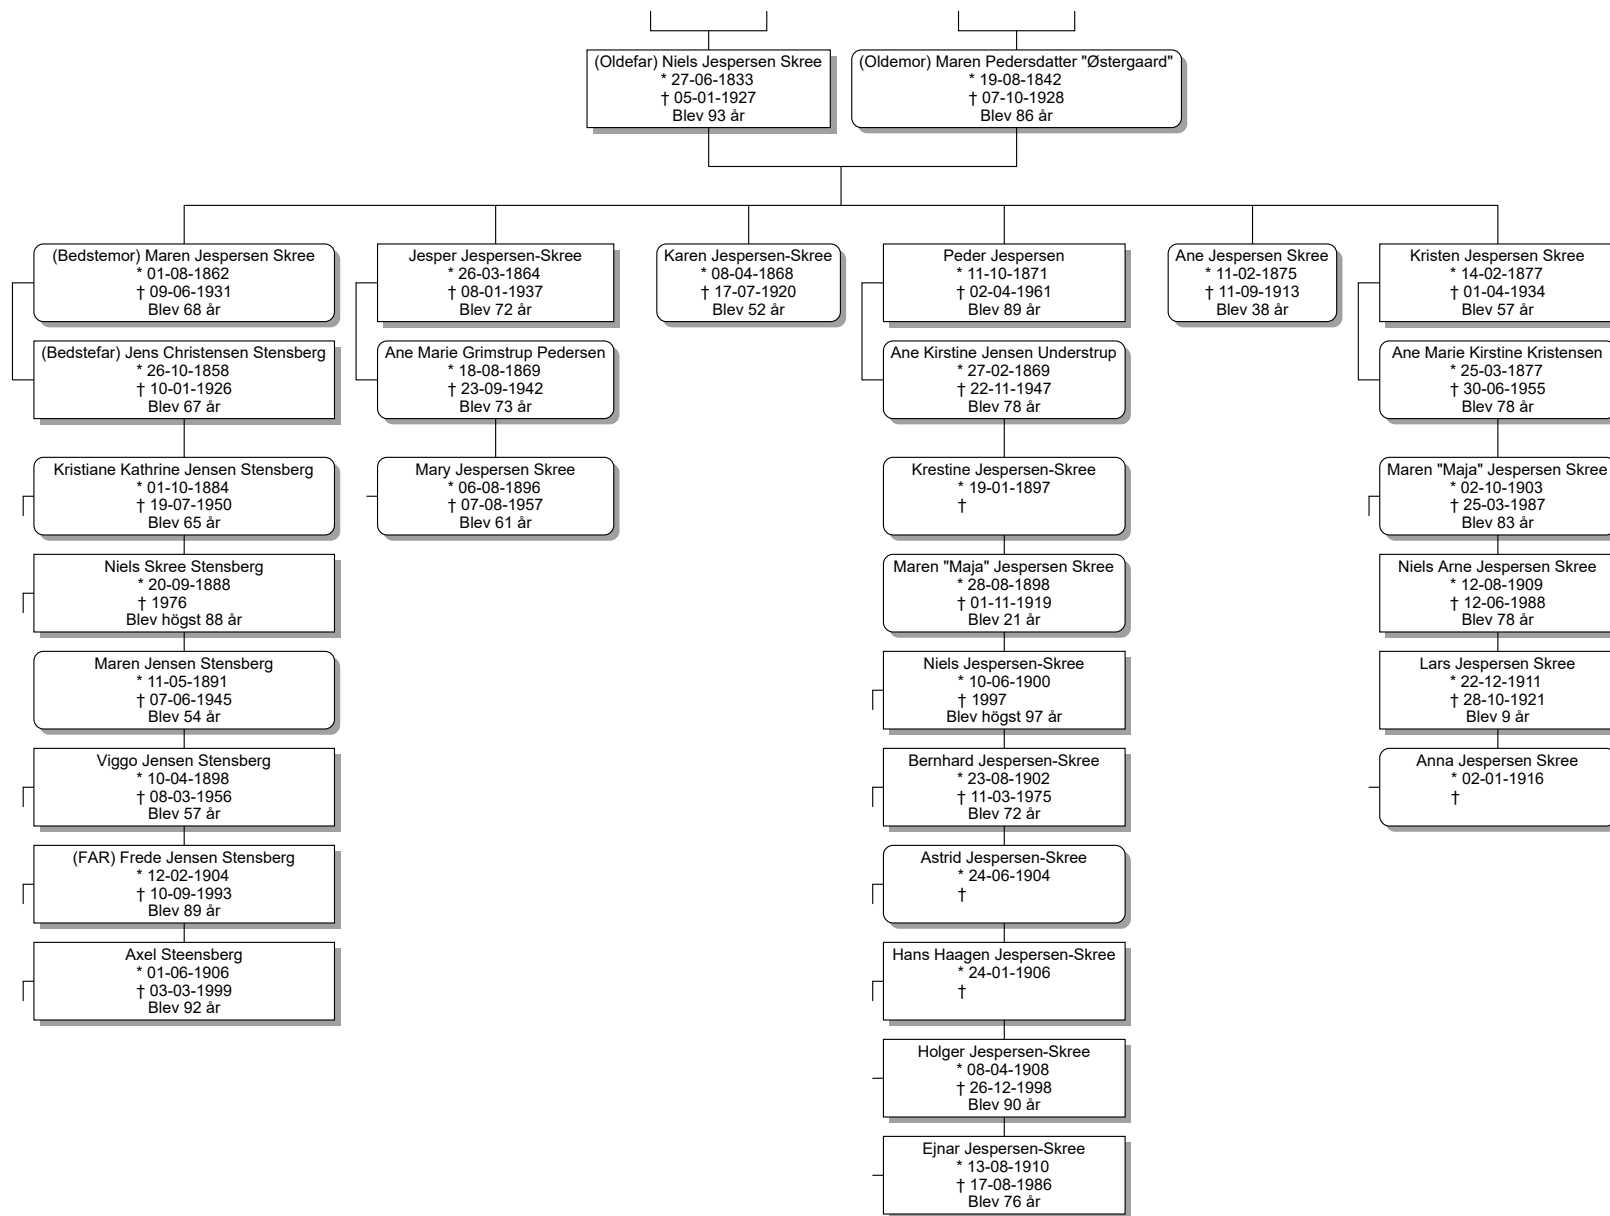 (Oldefar) Niels Jespersen Skree
* 27-06-1833
† 05-01-1927
Blev 93 år
(Oldemor) Maren Pedersdatter "Østergaard"
* 19-08-1842
† 07-10-1928
Blev 86 år
(Bedstemor) Maren Jespersen Skree
* 01-08-1862
† 09-06-1931
Blev 68 år
(Bedstefar) Jens Christensen Stensberg
* 26-10-1858
† 10-01-1926
Blev 67 år
Kristiane Kathrine Jensen Stensberg
* 01-10-1884
† 19-07-1950
Blev 65 år
Niels Skree Stensberg
* 20-09-1888
† 1976
Blev högst 88 år
Maren Jensen Stensberg
* 11-05-1891
† 07-06-1945
Blev 54 år
Viggo Jensen Stensberg
* 10-04-1898
† 08-03-1956
Blev 57 år
(FAR) Frede Jensen Stensberg
* 12-02-1904
† 10-09-1993
Blev 89 år
Axel Steensberg
* 01-06-1906
† 03-03-1999
Blev 92 år
Jesper Jespersen-Skree
* 26-03-1864
† 08-01-1937
Blev 72 år
Ane Marie Grimstrup Pedersen
* 18-08-1869
† 23-09-1942
Blev 73 år
Mary Jespersen Skree
* 06-08-1896
† 07-08-1957
Blev 61 år
Karen Jespersen-Skree
* 08-04-1868
† 17-07-1920
Blev 52 år
Peder Jespersen
* 11-10-1871
† 02-04-1961
Blev 89 år
Ane Kirstine Jensen Understrup
* 27-02-1869
† 22-11-1947
Blev 78 år
Krestine Jespersen-Skree
* 19-01-1897
†
Maren "Maja" Jespersen Skree
* 28-08-1898
† 01-11-1919
Blev 21 år
Niels Jespersen-Skree
* 10-06-1900
† 1997
Blev högst 97 år
Bernhard Jespersen-Skree
* 23-08-1902
† 11-03-1975
Blev 72 år
Astrid Jespersen-Skree
* 24-06-1904
†
Hans Haagen Jespersen-Skree
* 24-01-1906
†
Holger Jespersen-Skree
* 08-04-1908
† 26-12-1998
Blev 90 år
Ejnar Jespersen-Skree
* 13-08-1910
† 17-08-1986
Blev 76 år
Ane Jespersen Skree
* 11-02-1875
† 11-09-1913
Blev 38 år
Kristen Jespersen Skree
* 14-02-1877
† 01-04-1934
Blev 57 år
Ane Marie Kirstine Kristensen
* 25-03-1877
† 30-06-1955
Blev 78 år
Maren "Maja" Jespersen Skree
* 02-10-1903
† 25-03-1987
Blev 83 år
Niels Arne Jespersen Skree
* 12-08-1909
† 12-06-1988
Blev 78 år
Lars Jespersen Skree
* 22-12-1911
† 28-10-1921
Blev 9 år
Anna Jespersen Skree
* 02-01-1916
†